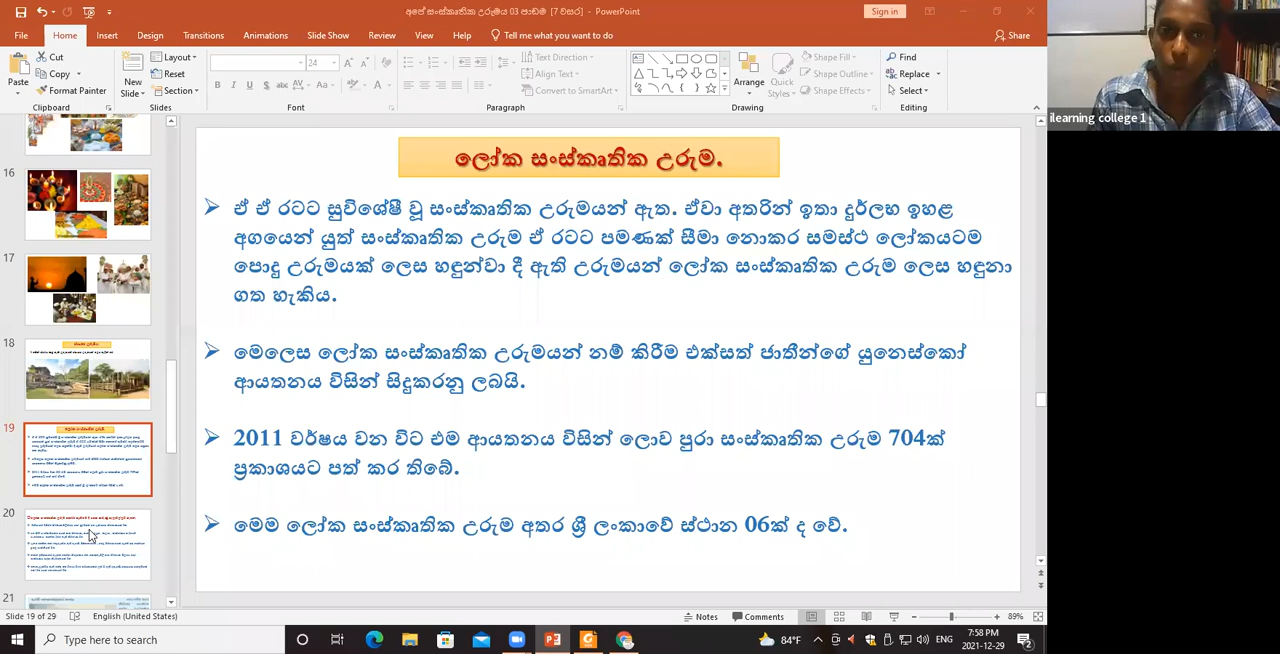 අපේ සංස්කෘතික උරුමය 03 පාඩම [7 වසර] - PowerPoint
Sign in
File Home Insert Design Transitions Animations Slide Show Review View Help Tell me what you want to do Share
Paste
Cut
Copy
Format Painter
Clipboard
New
Slide
Layout
Reset
Section
Slides
24
Font
Paragraph
Text Direction
Align Text
Convert to SmartArt
Arrange
Quick
Styles
Drawing
Shape Fill
Shape Outline
Shape Effects
Find
Replace
Select
Editing
ilearning college 1
16
17
18
19
20
21
ලෝක සංස්කෘතික උරුම.
ඒ ඒ රටට සුවිශේෂී වූ සංස්කෘතික උරුමයන් ඇත. ඒවා අතරින් ඉතා දුර්ලභ ඉහළ
අගයෙන් යුත් සංස්කෘතික උරුම ඒ රටට පමණක් සීමා නොකර සමස්ථ ලෝකයටම
පොදු උරුමයක් ලෙස හඳුන්වා දී ඇති උරුමයන් ලෝක සංස්කෘතික උරුම ලෙස හඳුනා
ගත හැකිය.
මෙලෙස ලෝක සංස්කෘතික උරුමයන් නම් කිරීම එක්සත් ජාතීන්ගේ යුනෙස්කෝ
ආයතනය විසින් සිදුකරනු ලබයි.
2011 වර්ෂය වන විට එම ආයතනය විසින් ලොව පුරා සංස්කෘතික උරුම 704ක්
ප්‍රකාශයට පත් කර තිබේ.
මෙම ලෝක සංස්කෘතික උරුම අතර ශ්‍රී ලංකාවේ ස්ථාන 06ක් ද වේ.
Slide 19 of 29 English (United States) Notes Comments 89%
Type here to search
84°F
ENG
7:58 PM
2021-12-29
2